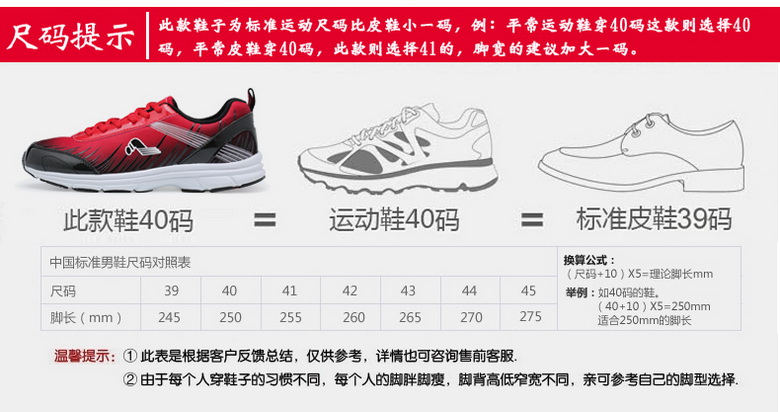 尺码提示
此款鞋子为标准运动尺码比皮鞋小一码，例：平常运动鞋穿40码这款则选择40
码，平常皮鞋穿40码，此款则选择41的，脚宽的建议加大一码。
此款鞋40码 = 运动鞋40码 = 标准皮鞋39码
中国标准男鞋尺码对照表
尺码 39 40 41 42 43 44 45
脚长（mm） 245 250 255 260 265 270 275
换算公式：
（尺码+10）X5=理论脚长mm
举例：如40码的鞋。
（40+10）X5=250mm
适合250mm的脚长
温馨提示：① 此表是根据客户反馈总结，仅供参考，详情也可咨询售前客服.
② 由于每个人穿鞋子的习惯不同，每个人的脚胖脚瘦，脚背高低窄宽不同，亲可参考自己的脚型选择.